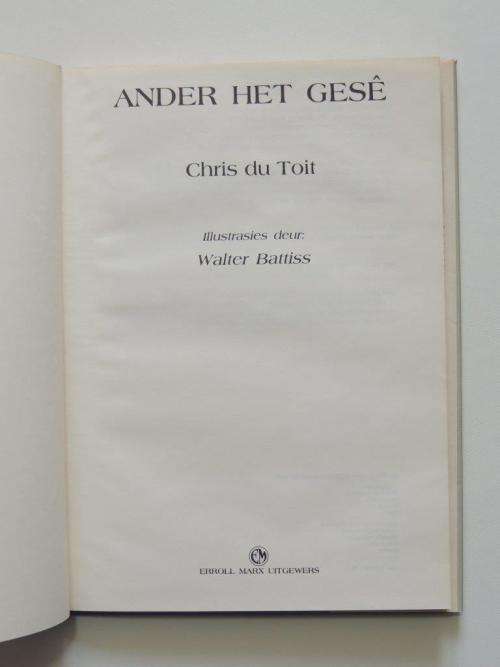 ANDER HET GESÊ
Chris du Toit
Illustrasies deur:
Walter Battiss
EM
ERROLL MARX UITGEWERS